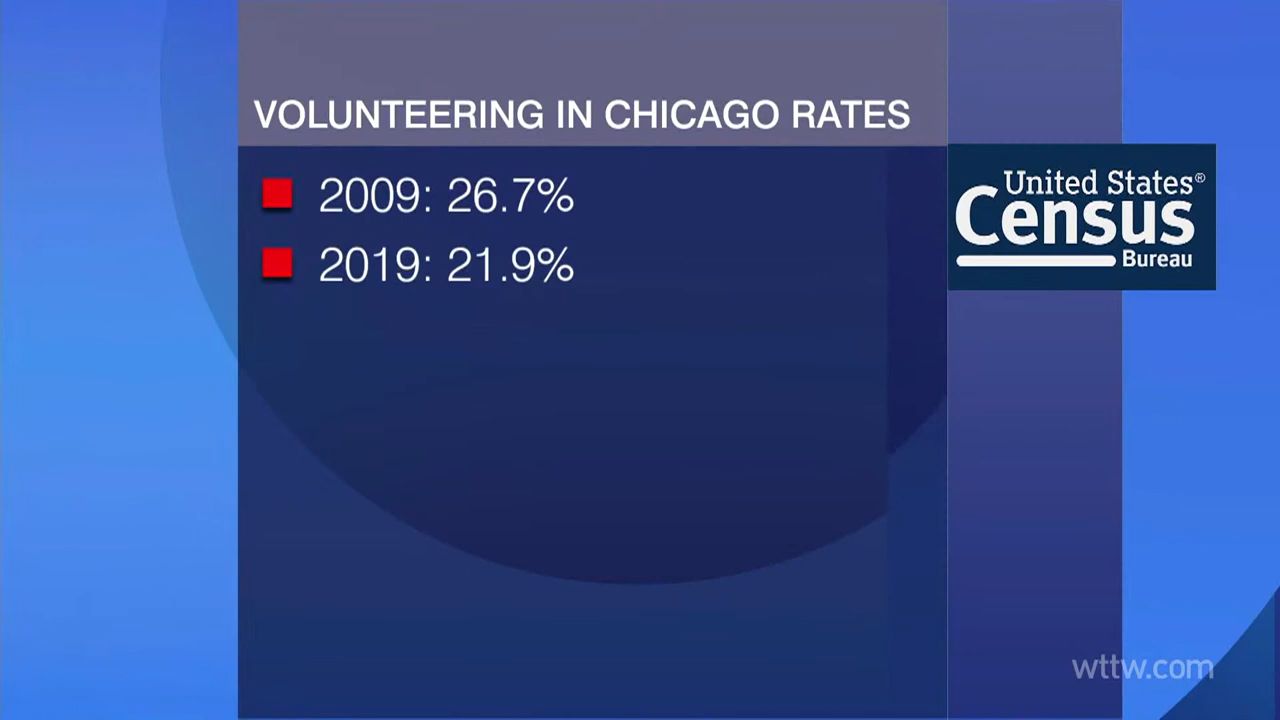 VOLUNTEERING IN CHICAGO RATES
2009: 26.7%
2019: 21.9%
United States®
Census
Bureau
wttw.com